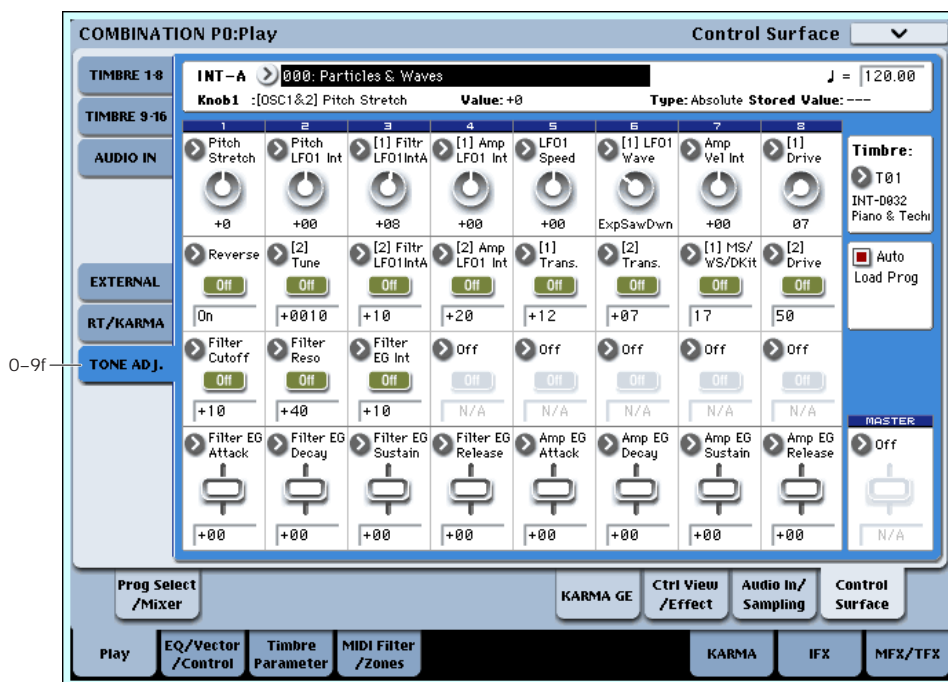 COMBINATION P0:Play
Control Surface
TIMBRE 1-8
TIMBRE 9-16
AUDIO IN
EXTERNAL
RT/KARMA
TONE ADJ.
0–9f
INT-A 000: Particles & Waves
♩ = 120.00
Knob1 :[OSC1&2] Pitch Stretch Value: +0 Type: Absolute Stored Value: ---
1 2 3 4 5 6 7 8
Pitch Stretch
Pitch LFO1 Int
[1] Filtr LFO1IntA
[1] Amp LFO1 Int
LFO1 Speed
[1] LFO1 Wave
Amp Vel Int
[1] Drive
+0 +00 +08 +00 +00 ExpSawDwn +00 07
Reverse
[2] Tune
[2] Filtr LFO1IntA
[2] Amp LFO1 Int
[1] Trans.
[2] Trans.
[1] MS/ WS/DKit
[2] Drive
Off Off Off Off Off Off Off Off
On +0010 +10 +20 +12 +07 17 50
Filter Cutoff
Filter Reso
Filter EG Int
Off Off Off Off Off
Off Off Off Off Off Off Off Off
+10 +40 +10 N/A N/A N/A N/A N/A
Filter EG Attack
Filter EG Decay
Filter EG Sustain
Filter EG Release
Amp EG Attack
Amp EG Decay
Amp EG Sustain
Amp EG Release
+00 +00 +00 +00 +00 +00 +00 +00
Timbre:
T01
INT-D032
Piano & Techn
Auto
Load Prog
MASTER
Off
N/A
Prog Select
/Mixer
KARMA GE
Ctrl View
/Effect
Audio In/
Sampling
Control
Surface
Play
EQ/Vector
/Control
Timbre
Parameter
MIDI Filter
/Zones
KARMA
IFX
MFX/TFX